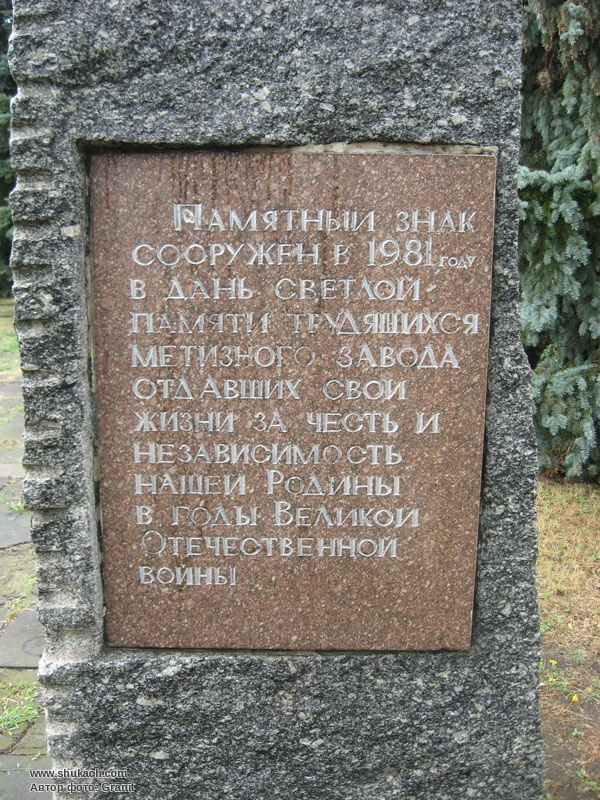 Памятный знак
сооружен в 1981 году
в дань светлой
памяти трудящихся
метизного завода
отдавших свои
жизни за честь и
независимость
нашей Родины
в годы Великой
Отечественной
войны
www.shukach.com
Автор фото: Grant